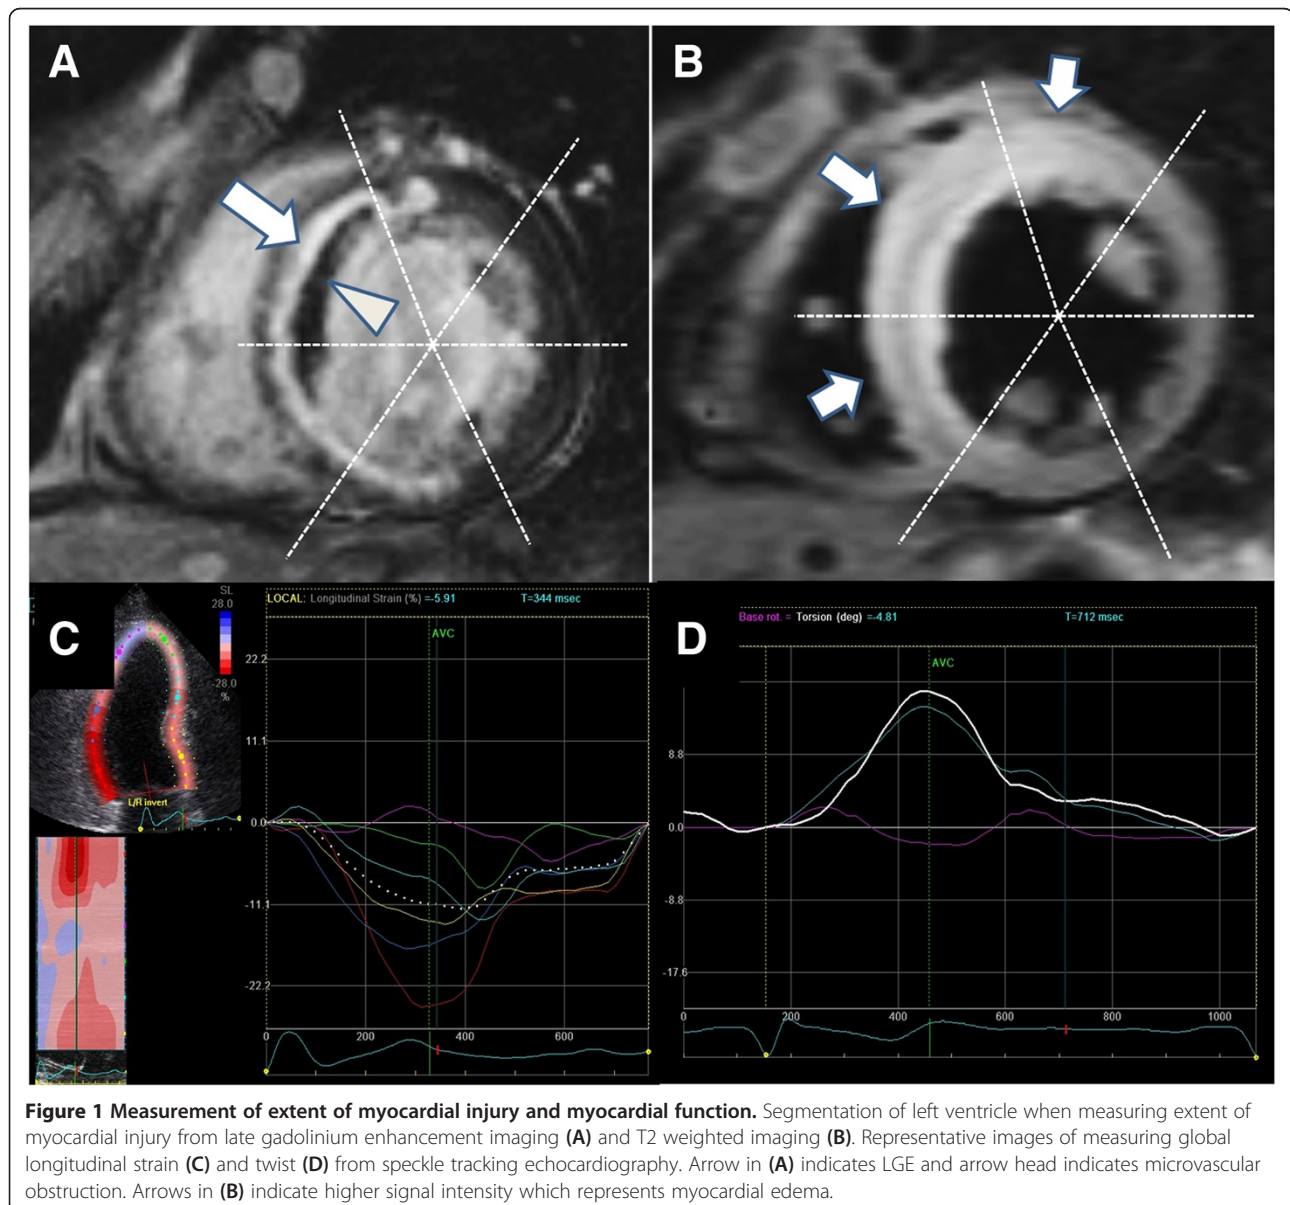 A
B
C
SL
28.0
-28.0
%
L/R invert
LOCAL: Longitudinal Strain (%) =-5.91 T=344 msec
AVC
22.2
11.1
0.0
-11.1
-22.2
0 200 400 600
D
Base rot. = Torsion (deg) =-4.81 T=712 msec
AVC
8.8
0.0
-8.8
-17.6
0 200 400 600 800 1000
Figure 1 Measurement of extent of myocardial injury and myocardial function. Segmentation of left ventricle when measuring extent of
myocardial injury from late gadolinium enhancement imaging (A) and T2 weighted imaging (B). Representative images of measuring global
longitudinal strain (C) and twist (D) from speckle tracking echocardiography. Arrow in (A) indicates LGE and arrow head indicates microvascular
obstruction. Arrows in (B) indicate higher signal intensity which represents myocardial edema.